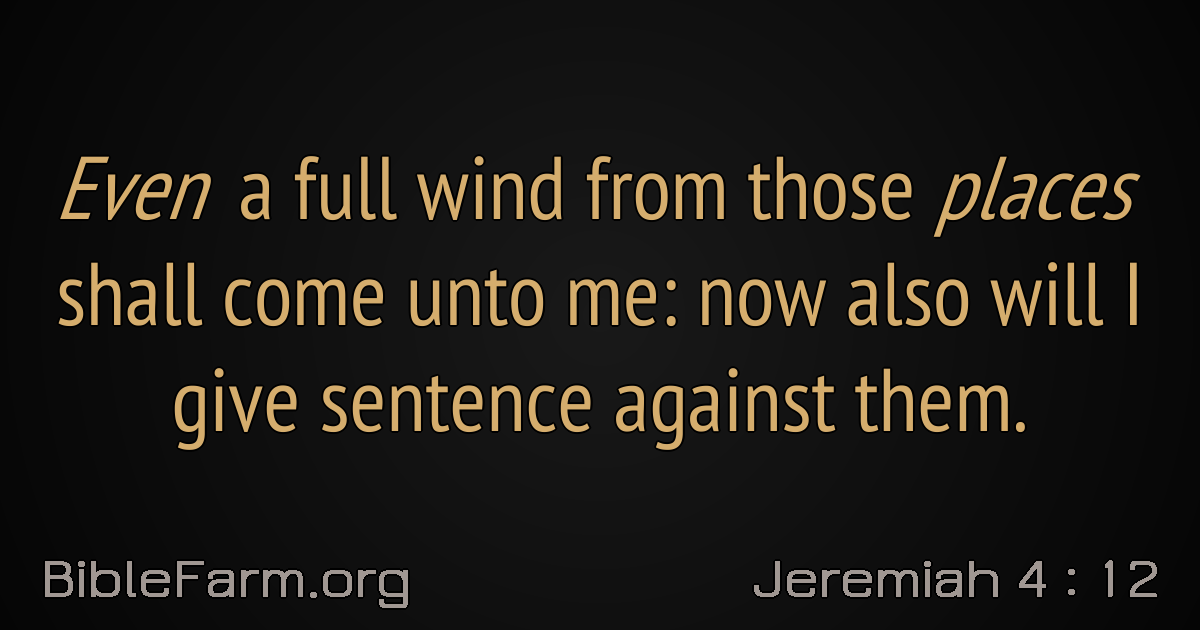 Even a full wind from those places
shall come unto me: now also will I
give sentence against them.
BibleFarm.org
Jeremiah 4 : 12